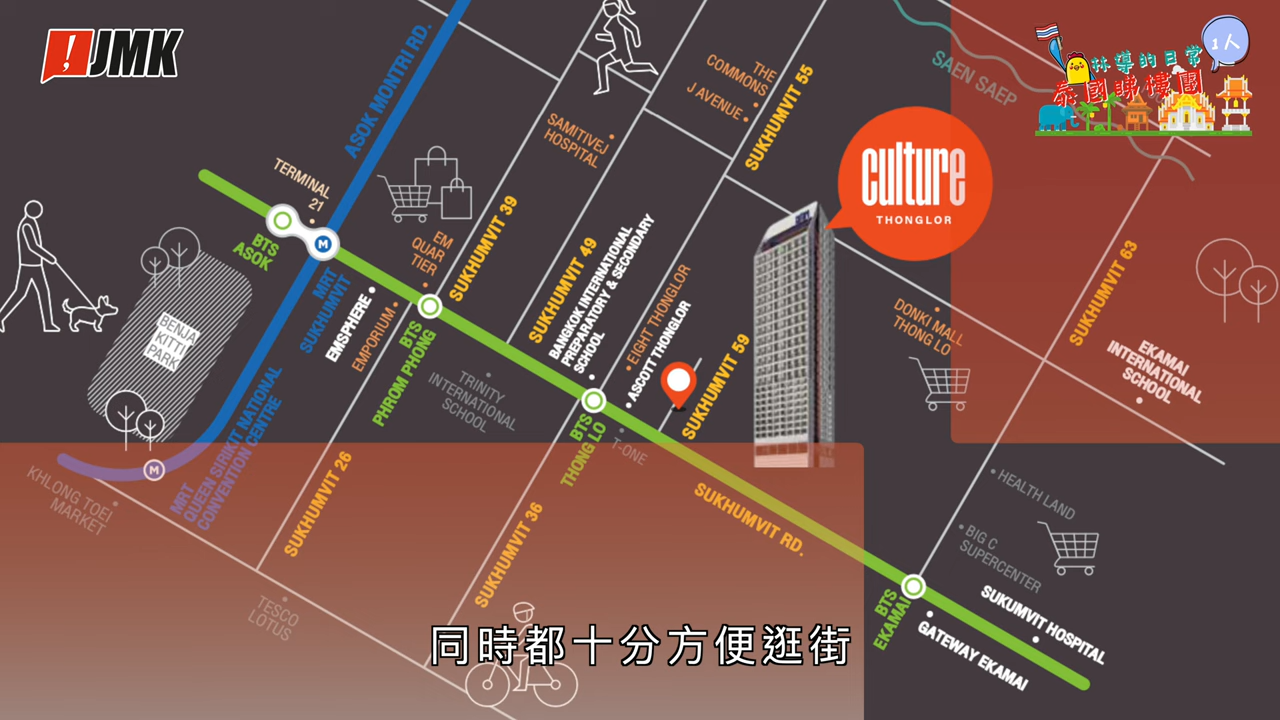 !JMK
林導的日常
1人
泰國睇樓團
ASOK MONTRI RD.
THE
COMMONS
J AVENUE
SUKHUMVIT 55
SAEN SAEP
SAMITIVEJ
HOSPITAL
culture
THONGLOR
TERMINAL
21
BTS
ASOK
M
MRT
SUKHUMVIT
EM
QUAR
TIER
SUKHUMVIT 39
EMSPHERE
EMPORIUM
BTS
PHROM PHONG
SUKHUMVIT 49
BANGKOK INTERNATIONAL
PREPARATORY & SECONDARY
SCHOOL
EIGHT THONGLOR
ASCOTT THONGLOR
SUKHUMVIT 59
SUKHUMVIT 63
DONKI MALL
THONG LO
EKAMAI
INTERNATIONAL
SCHOOL
BENJA
KITTI
PARK
TRINITY
INTERNATIONAL
SCHOOL
BTS
THONG LO
T-ONE
M
MRT
QUEEN SIRIKIT NATIONAL
CONVENTION CENTRE
KHLONG TOEI
MARKET
SUKHUMVIT 26
SUKHUMVIT 36
SUKHUMVIT RD.
HEALTH LAND
BIG C
SUPERCENTER
TESCO
LOTUS
BTS
EKAMAI
SUKUMVIT HOSPITAL
GATEWAY EKAMAI
同時都十分方便逛街